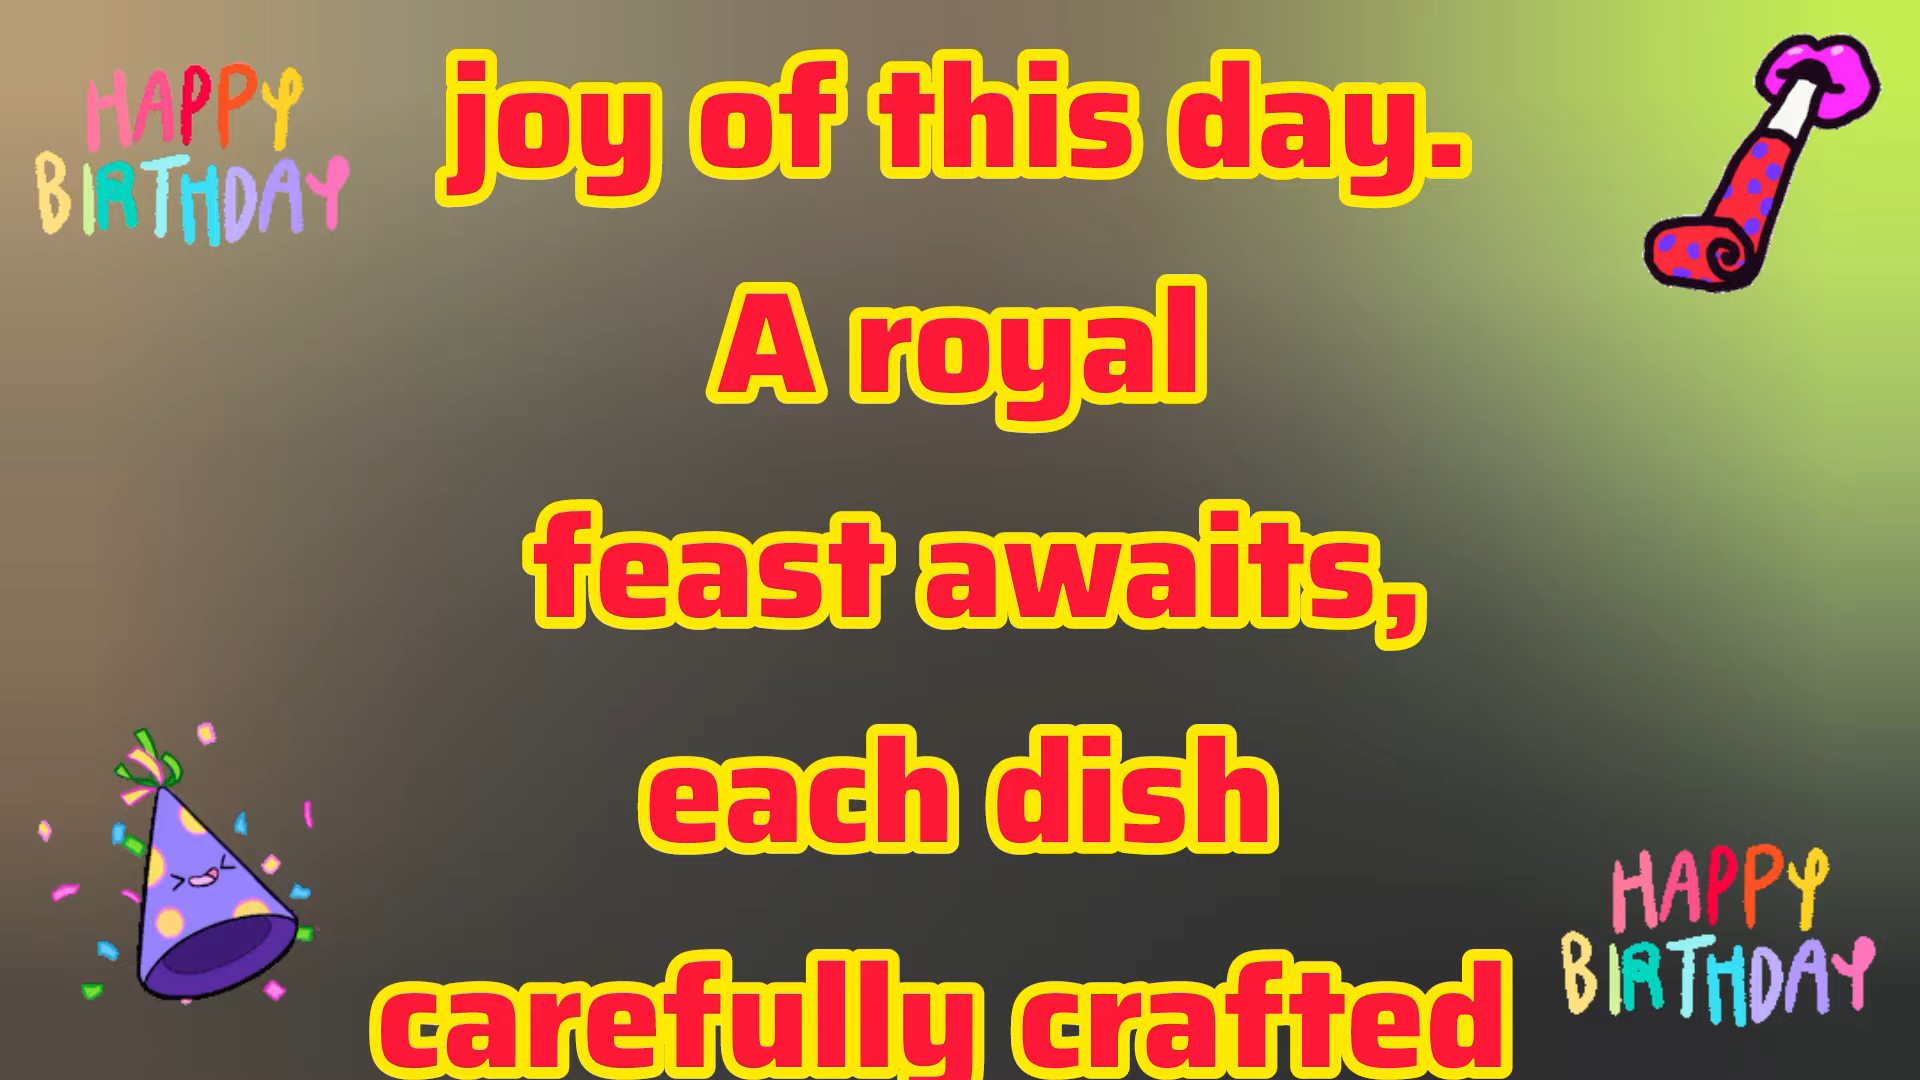 HAPPY
BIRTHDAY
joy of this day.
A royal
feast awaits,
each dish
carefully crafted
HAPPY
BIRTHDAY